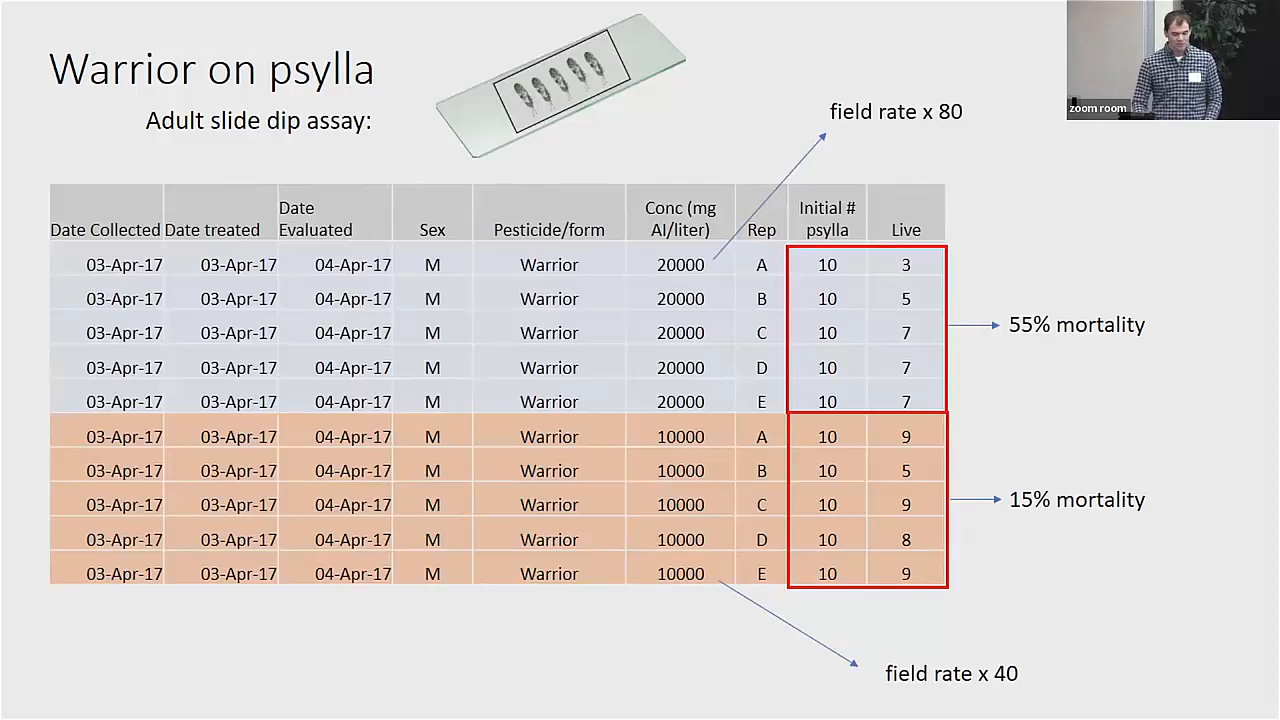 Warrior on psylla
Adult slide dip assay:
zoom room
field rate x 80
Date Collected Date treated Date Evaluated Sex Pesticide/form Conc (mg AI/liter) Rep Initial # psylla Live
03-Apr-17 03-Apr-17 04-Apr-17 M Warrior 20000 A 10 3
03-Apr-17 03-Apr-17 04-Apr-17 M Warrior 20000 B 10 5
03-Apr-17 03-Apr-17 04-Apr-17 M Warrior 20000 C 10 7
03-Apr-17 03-Apr-17 04-Apr-17 M Warrior 20000 D 10 7
03-Apr-17 03-Apr-17 04-Apr-17 M Warrior 20000 E 10 7
55% mortality
03-Apr-17 03-Apr-17 04-Apr-17 M Warrior 10000 A 10 9
03-Apr-17 03-Apr-17 04-Apr-17 M Warrior 10000 B 10 5
03-Apr-17 03-Apr-17 04-Apr-17 M Warrior 10000 C 10 9
03-Apr-17 03-Apr-17 04-Apr-17 M Warrior 10000 D 10 8
03-Apr-17 03-Apr-17 04-Apr-17 M Warrior 10000 E 10 9
15% mortality
field rate x 40